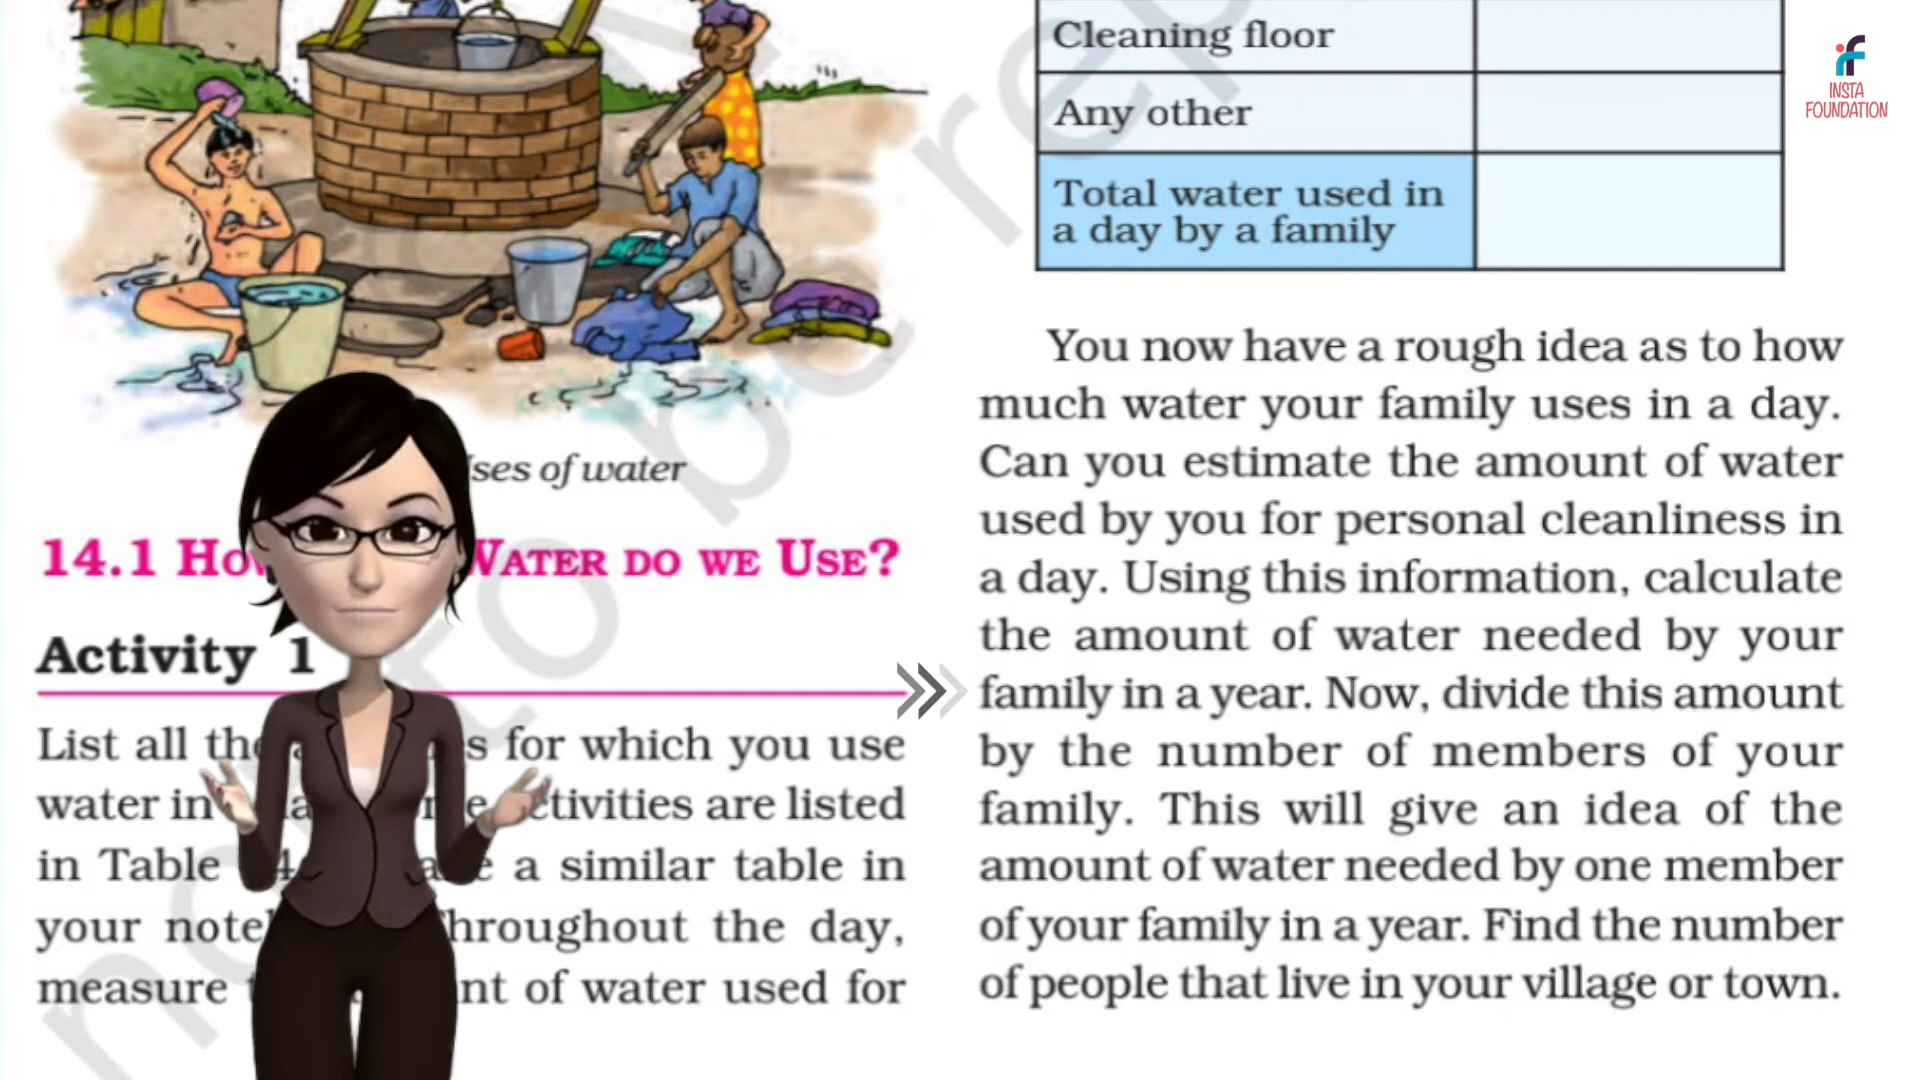 ses of water
14.1 HOW WATER DO WE USE?
Activity 1
List all the for which you use
water in are listed
in Table a similar table in
your Throughout the day,
measure of water used for
Cleaning floor
Any other
Total water used in
a day by a family
You now have a rough idea as to how
much water your family uses in a day.
Can you estimate the amount of water
used by you for personal cleanliness in
a day. Using this information, calculate
the amount of water needed by your
family in a year. Now, divide this amount
by the number of members of your
family. This will give an idea of the
amount of water needed by one member
of your family in a year. Find the number
of people that live in your village or town.
INSTA
FOUNDATION
not to be rep